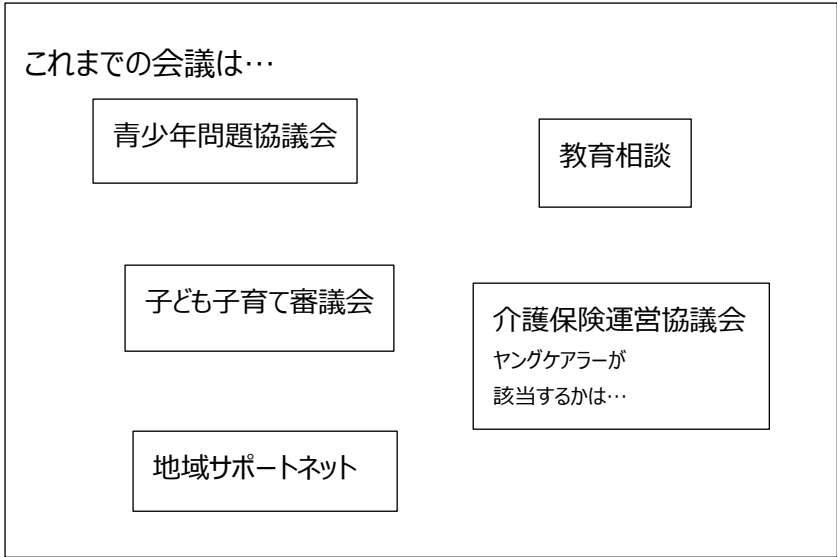 これまでの会議は…
青少年問題協議会
教育相談
子ども子育て審議会
介護保険運営協議会
ヤングケアラーが
該当するかは…
地域サポートネット